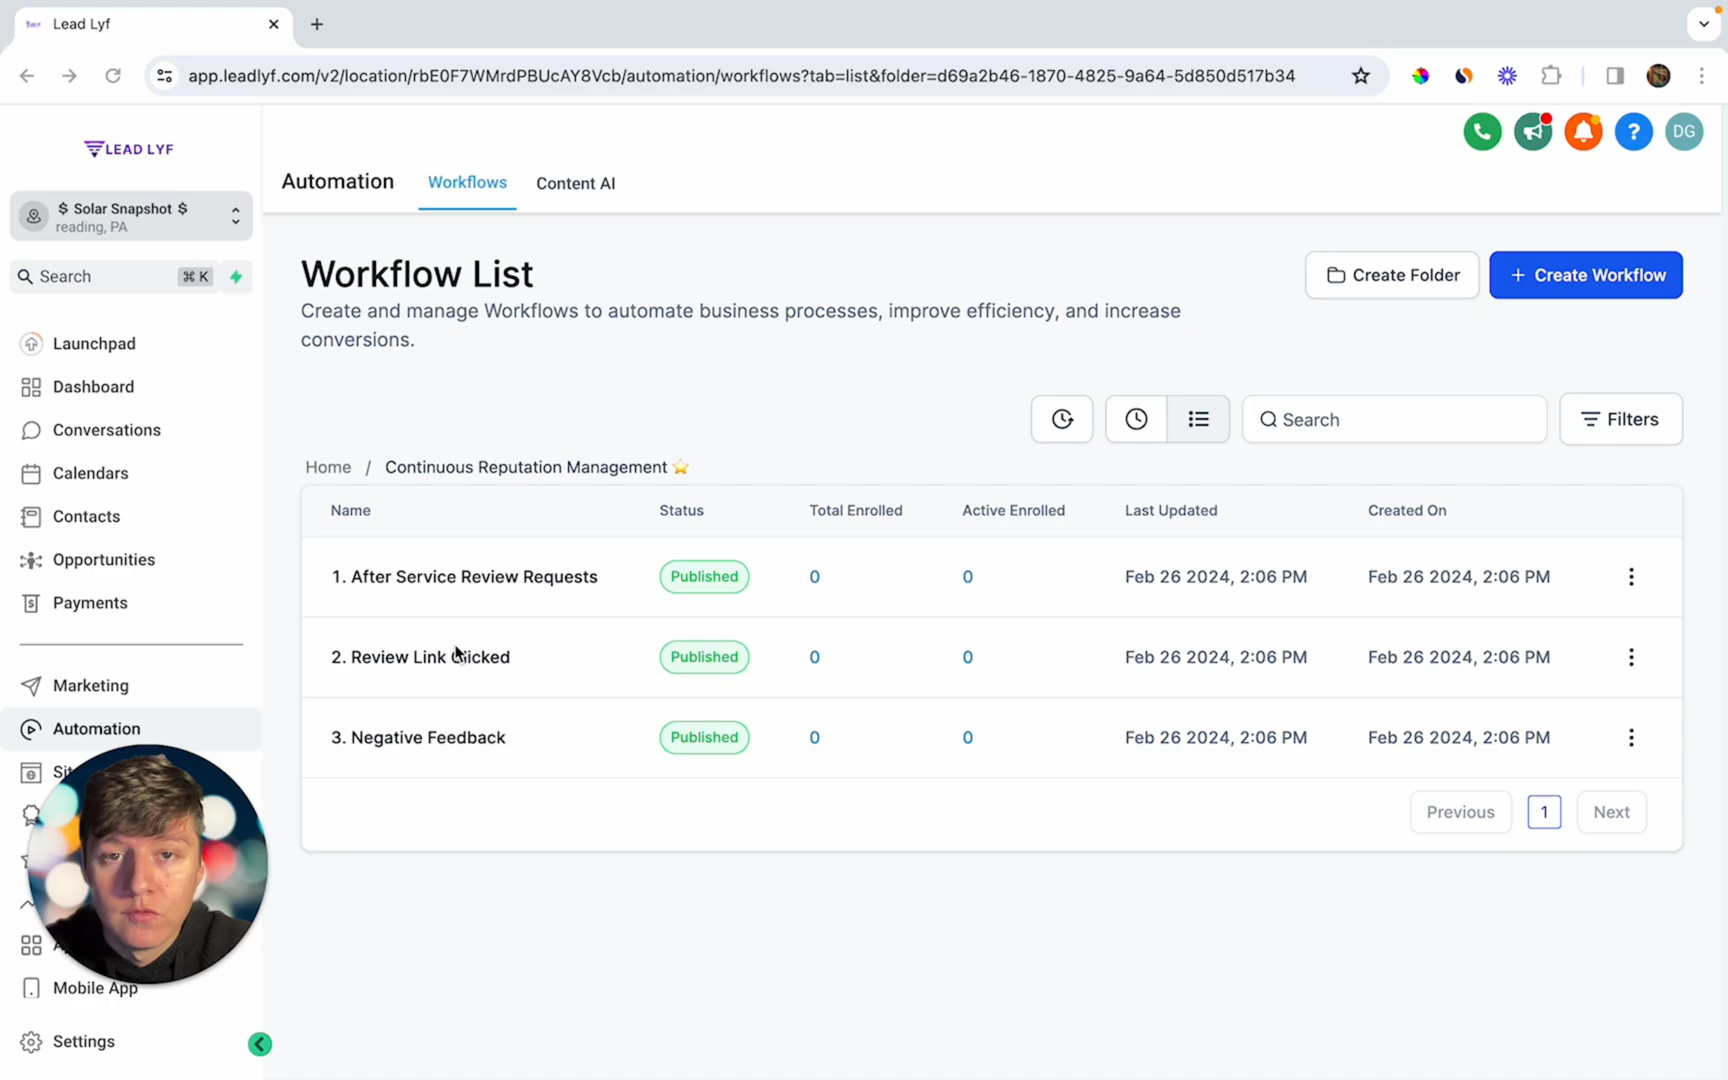 Lead Lyf
app.leadlyf.com/v2/location/rbE0F7WMrdPBUcAY8Vcb/automation/workflows?tab=list&folder=d69a2b46-1870-4825-9a64-5d850d517b34
LEAD LYF
DG
Automation
Workflows
Content AI
$ Solar Snapshot $
reading, PA
Search
⌘ K
Launchpad
Dashboard
Conversations
Calendars
Contacts
Opportunities
Payments
Marketing
Automation
Mobile App
Settings
Workflow List
Create Folder
+ Create Workflow
Create and manage Workflows to automate business processes, improve efficiency, and increase
conversions.
Search
Filters
Home / Continuous Reputation Management ⭐
Name Status Total Enrolled Active Enrolled Last Updated Created On
1. After Service Review Requests Published 0 0 Feb 26 2024, 2:06 PM Feb 26 2024, 2:06 PM
2. Review Link Clicked Published 0 0 Feb 26 2024, 2:06 PM Feb 26 2024, 2:06 PM
3. Negative Feedback Published 0 0 Feb 26 2024, 2:06 PM Feb 26 2024, 2:06 PM
Previous 1 Next